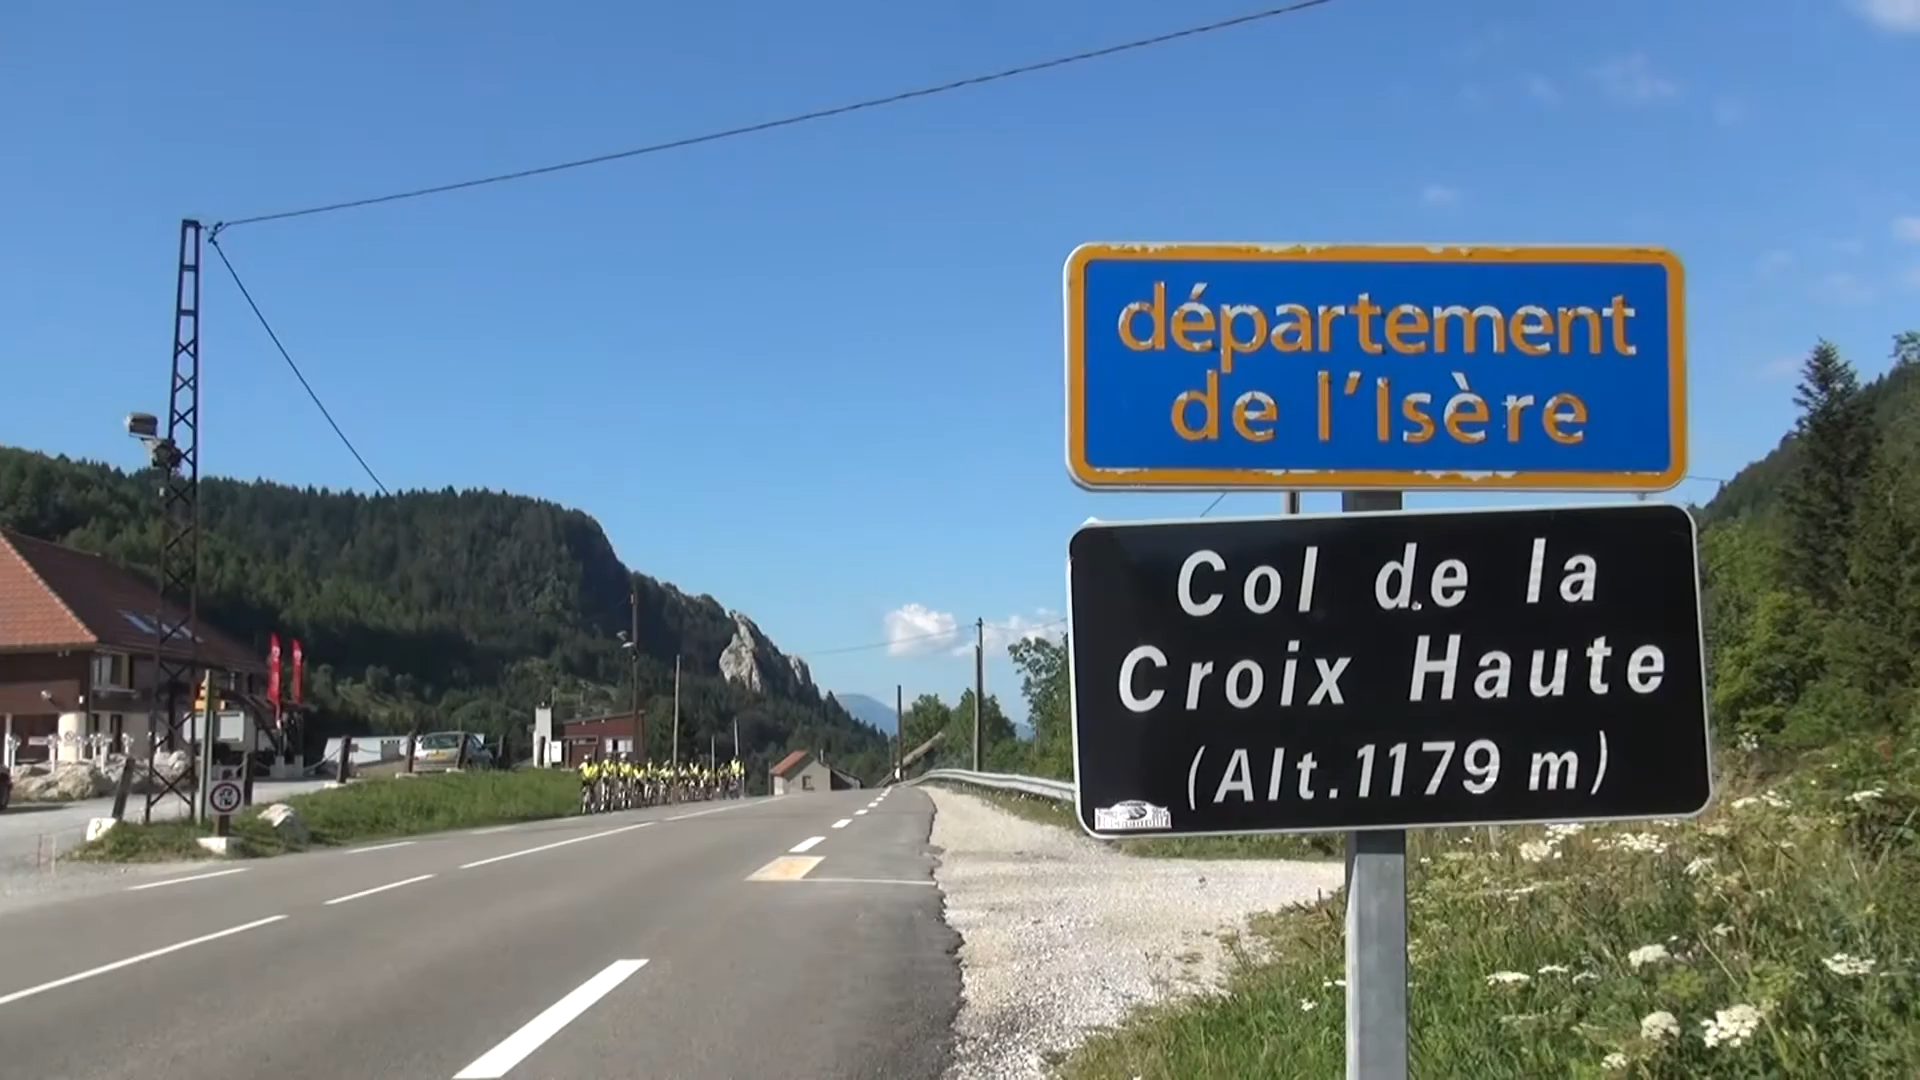 département
de l'Isère
Col de la
Croix Haute
(Alt.1179 m)